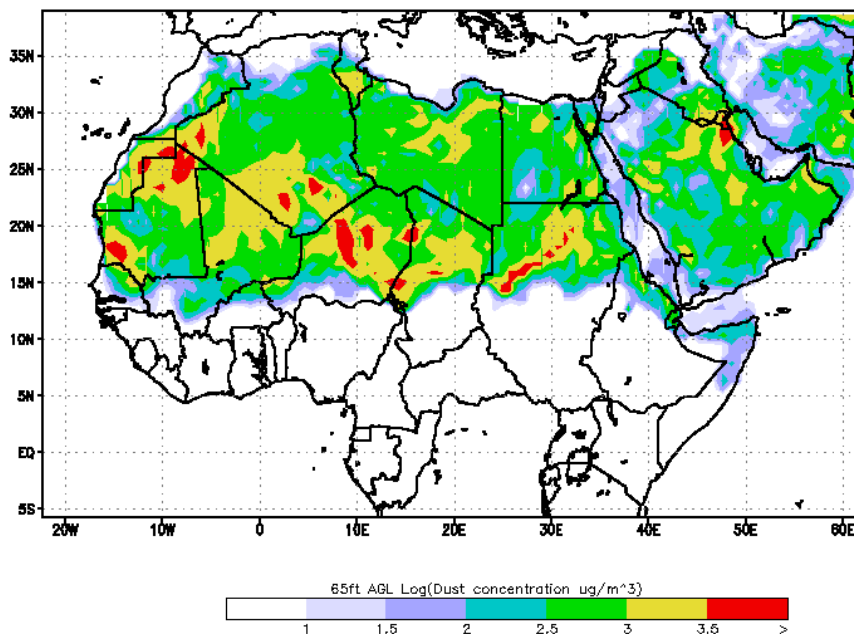 35N
30N
25N
20N
15N
10N
5N
EQ
5S
20W 10W 0 10E 20E 30E 40E 50E 60E
65ft AGL Log(Dust concentration ug/m^3)
1 1.5 2 2.5 3 3.5 >